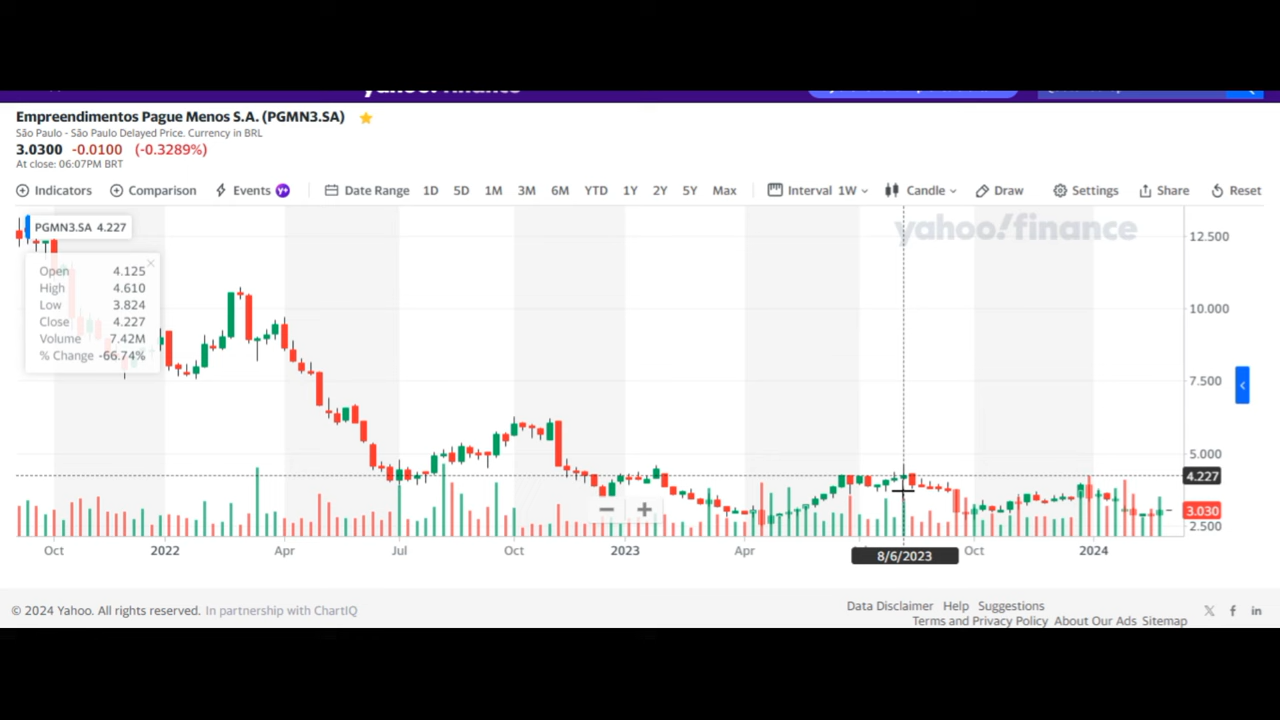 yahoo!finance
Empreendimentos Pague Menos S.A. (PGMN3.SA)
São Paulo - São Paulo Delayed Price. Currency in BRL
3.0300 -0.0100 (-0.3289%)
At close: 06:07PM BRT
Indicators Comparison Events Y+ Date Range 1D 5D 1M 3M 6M YTD 1Y 2Y 5Y Max Interval 1W Candle Draw Settings Share Reset
PGMN3.SA 4.227
yahoo!finance
Open 4.125
High 4.610
Low 3.824
Close 4.227
Volume 7.42M
% Change -66.74%
12.500
10.000
7.500
5.000
4.227
3.030
2.500
Oct 2022 Apr Jul Oct 2023 Apr 8/6/2023 Oct 2024
© 2024 Yahoo. All rights reserved. In partnership with ChartIQ
Data Disclaimer Help Suggestions
Terms and Privacy Policy About Our Ads Sitemap